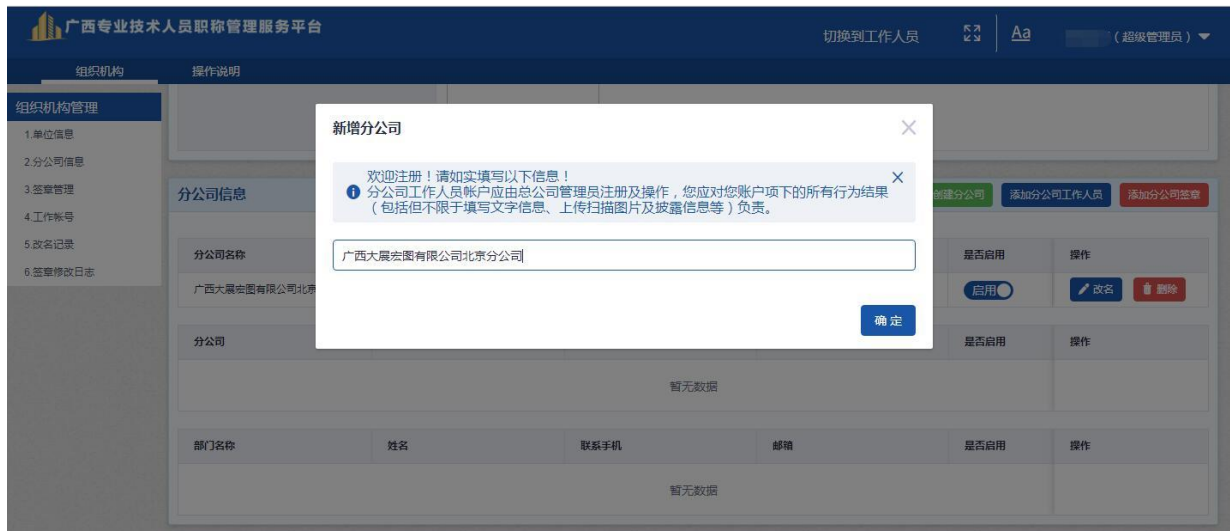 广西专业技术人员职称管理服务平台
切换到工作人员
Aa
(超级管理员)
组织机构
操作说明
组织机构管理
1.单位信息
2.分公司信息
3.签章管理
4.工作帐号
5.改名记录
6.签章修改日志
新增分公司
欢迎注册!请如实填写以下信息!
分公司工作人员帐户应由总公司管理员注册及操作,您应对您账户项下的所有行为结果
(包括但不限于填写文字信息、上传扫描图片及披露信息等)负责。
广西大展宏图有限公司北京分公司
确定
分公司信息
创建分公司
添加分公司工作人员
添加分公司签章
分公司名称
是否启用
操作
广西大展宏图有限公司北京
启用
改名
删除
分公司
是否启用
操作
暂无数据
部门名称
姓名
联系手机
邮箱
是否启用
操作
暂无数据